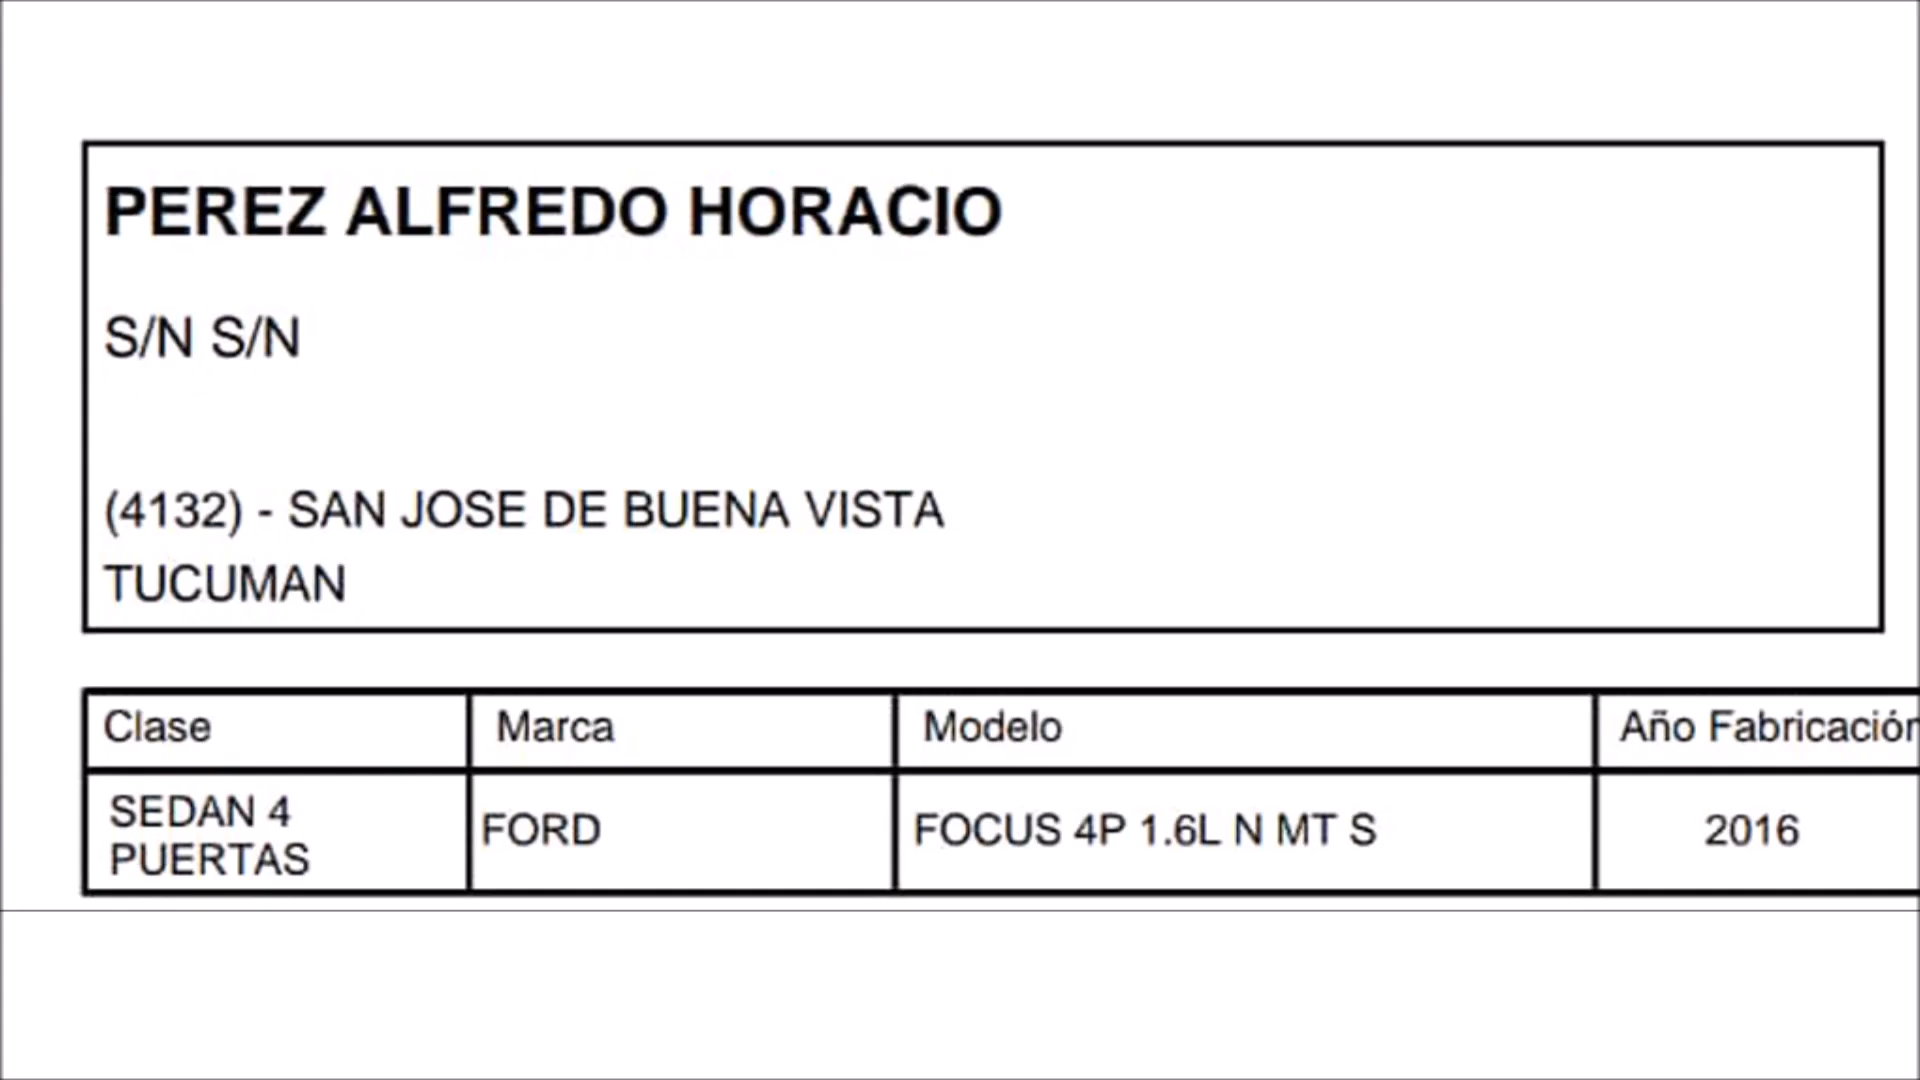 PEREZ ALFREDO HORACIO
S/N S/N
(4132) - SAN JOSE DE BUENA VISTA
TUCUMAN
Clase Marca Modelo Año Fabricación
SEDAN 4
PUERTAS FORD FOCUS 4P 1.6L N MT S 2016